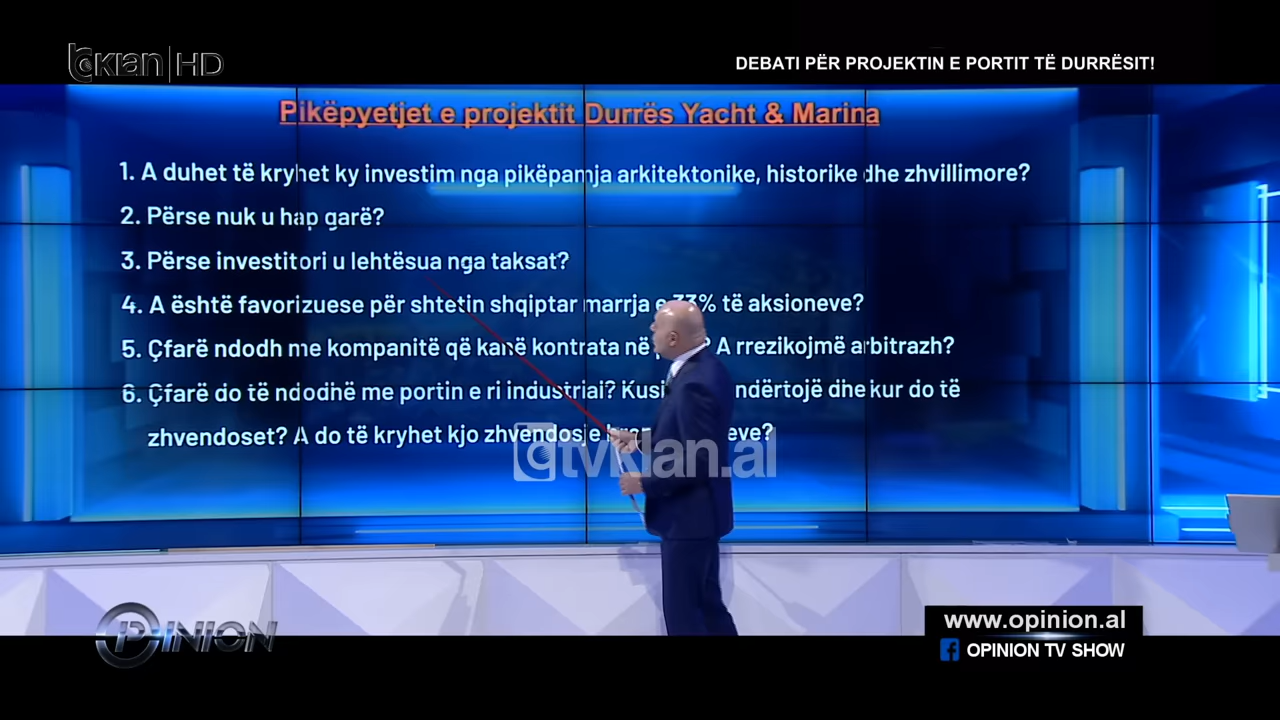 tvklan HD
DEBATI PËR PROJEKTIN E PORTIT TË DURRËSIT!
Pikëpyetjet e projektit Durrës Yacht & Marina
1. A duhet të kryhet ky investim nga pikëpamja arkitektonike, historike dhe zhvillimore?
2. Përse nuk u hap garë?
3. Përse investitori u lehtësua nga taksat?
4. A është favorizuese për shtetin shqiptar marrja e 33% të aksioneve?
5. Çfarë ndodh me kompanitë që kanë kontrata në ? A rrezikojmë arbitrazh?
6. Çfarë do të ndodhë me portin e ri industrial? ndërtojë dhe kur do të
zhvendoset? A do të kryhet kjo zhvendosje
tvklan.al
OPINION
www.opinion.al
OPINION TV SHOW